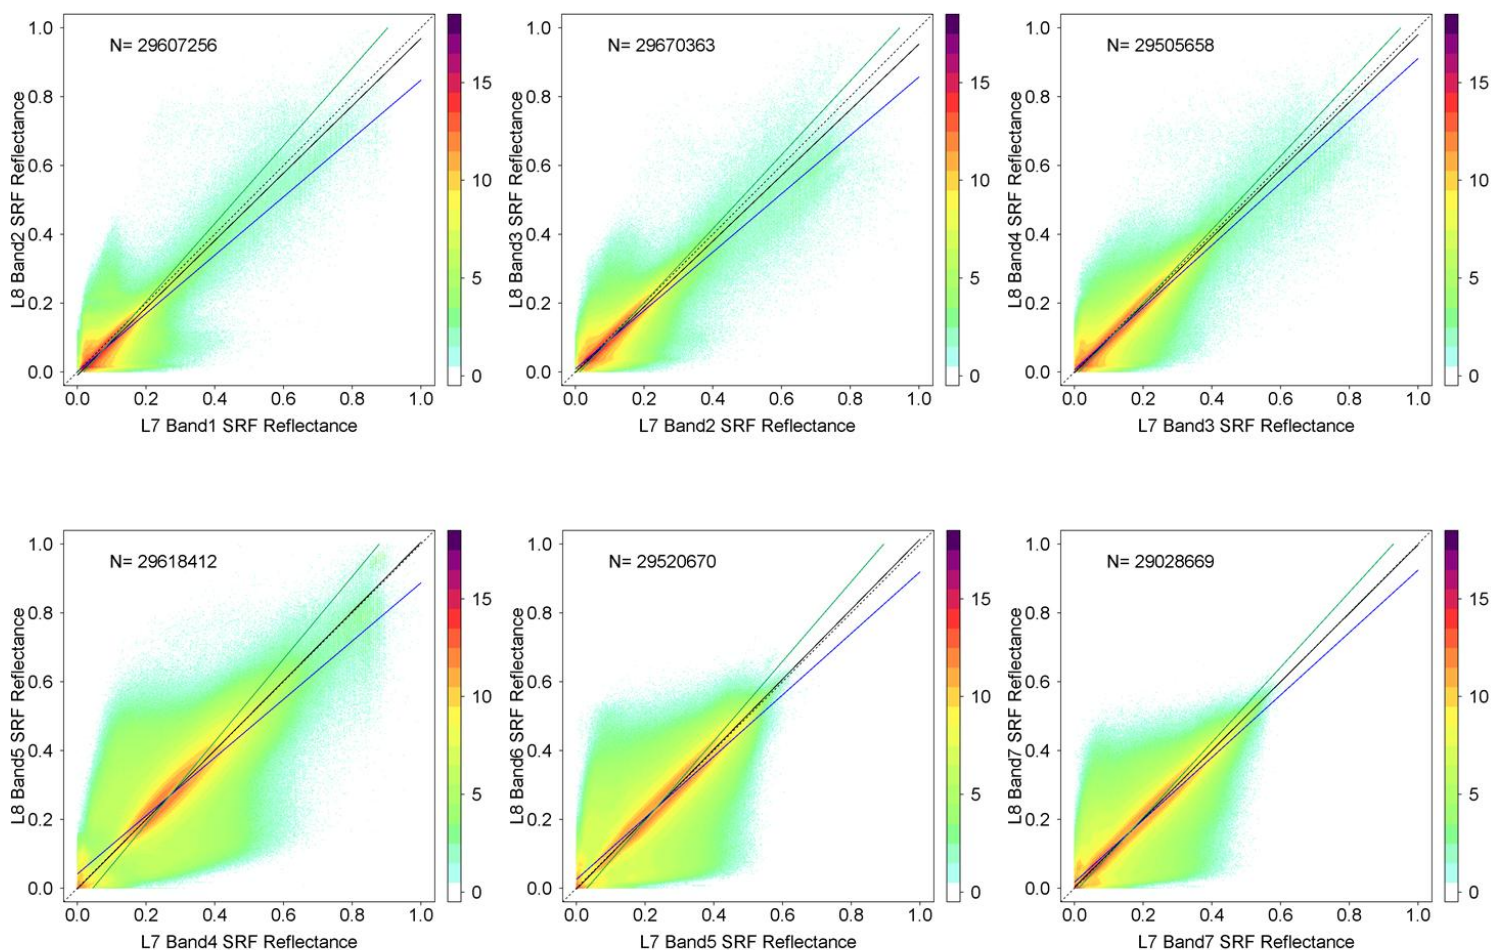 N= 29607256
L8 Band2 SRF Reflectance
1.0
0.8
0.6
0.4
0.2
0.0
0.0 0.2 0.4 0.6 0.8 1.0
L7 Band1 SRF Reflectance
15
10
5
0
N= 29670363
L8 Band3 SRF Reflectance
1.0
0.8
0.6
0.4
0.2
0.0
0.0 0.2 0.4 0.6 0.8 1.0
L7 Band2 SRF Reflectance
15
10
5
0
N= 29505658
L8 Band4 SRF Reflectance
1.0
0.8
0.6
0.4
0.2
0.0
0.0 0.2 0.4 0.6 0.8 1.0
L7 Band3 SRF Reflectance
15
10
5
0
N= 29618412
L8 Band5 SRF Reflectance
1.0
0.8
0.6
0.4
0.2
0.0
0.0 0.2 0.4 0.6 0.8 1.0
L7 Band4 SRF Reflectance
15
10
5
0
N= 29520670
L8 Band6 SRF Reflectance
1.0
0.8
0.6
0.4
0.2
0.0
0.0 0.2 0.4 0.6 0.8 1.0
L7 Band5 SRF Reflectance
15
10
5
0
N= 29028669
L8 Band7 SRF Reflectance
1.0
0.8
0.6
0.4
0.2
0.0
0.0 0.2 0.4 0.6 0.8 1.0
L7 Band7 SRF Reflectance
15
10
5
0